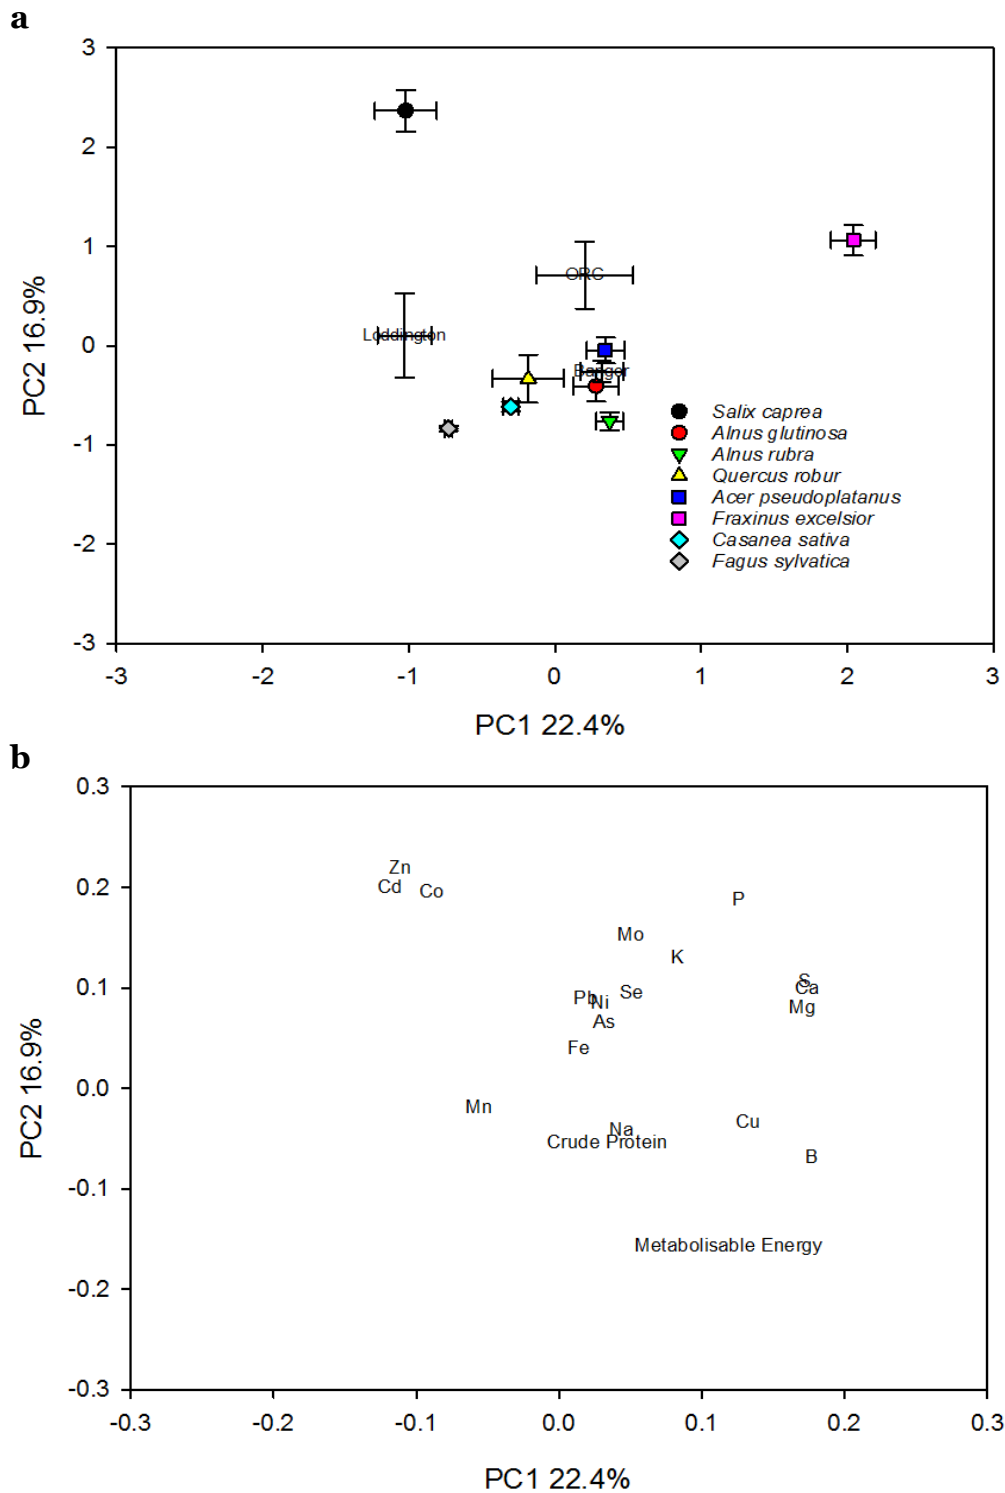 a
3
2
1
0
-1
-2
-3
PC2 16.9%
ORC
Loddington
Bangor
Salix caprea
Alnus glutinosa
Alnus rubra
Quercus robur
Acer pseudoplatanus
Fraxinus excelsior
Casanea sativa
Fagus sylvatica
-3 -2 -1 0 1 2 3
PC1 22.4%
b
0.3
0.2
0.1
0.0
-0.1
-0.2
-0.3
PC2 16.9%
Zn
Cd Co
P
Mo
K
S
Ca
Se
Pb Ni
Mg
As
Fe
Mn
Cu
Na
Crude Protein
B
Metabolisable Energy
-0.3 -0.2 -0.1 0.0 0.1 0.2 0.3
PC1 22.4%